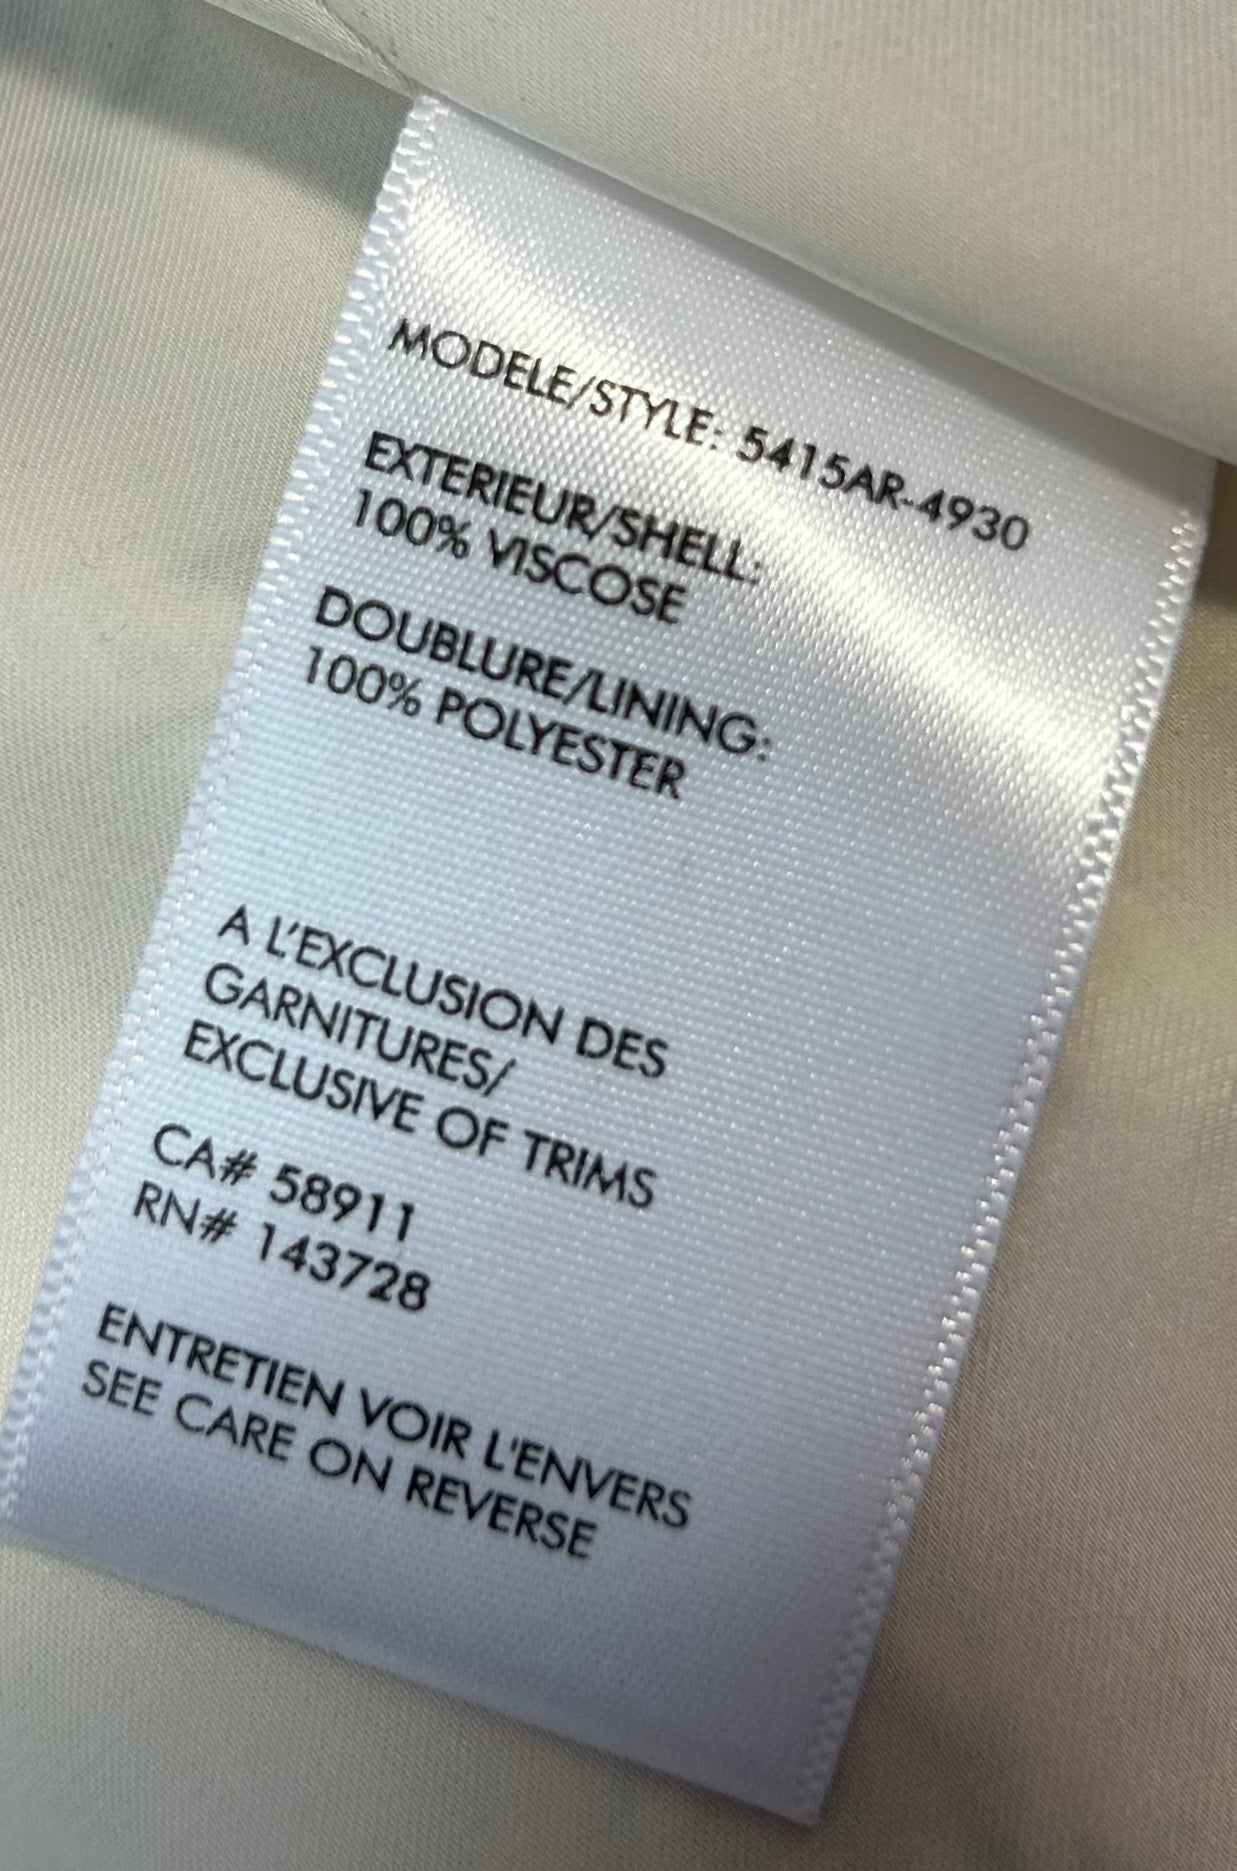 MODELE/STYLE: 5415AR-4930
EXTERIEUR/SHELL:
100% VISCOSE
DOUBLURE/LINING:
100% POLYESTER
A L'EXCLUSION DES
GARNITURES/
EXCLUSIVE OF TRIMS
CA# 58911
RN# 143728
ENTRETIEN VOIR L'ENVERS
SEE CARE ON REVERSE